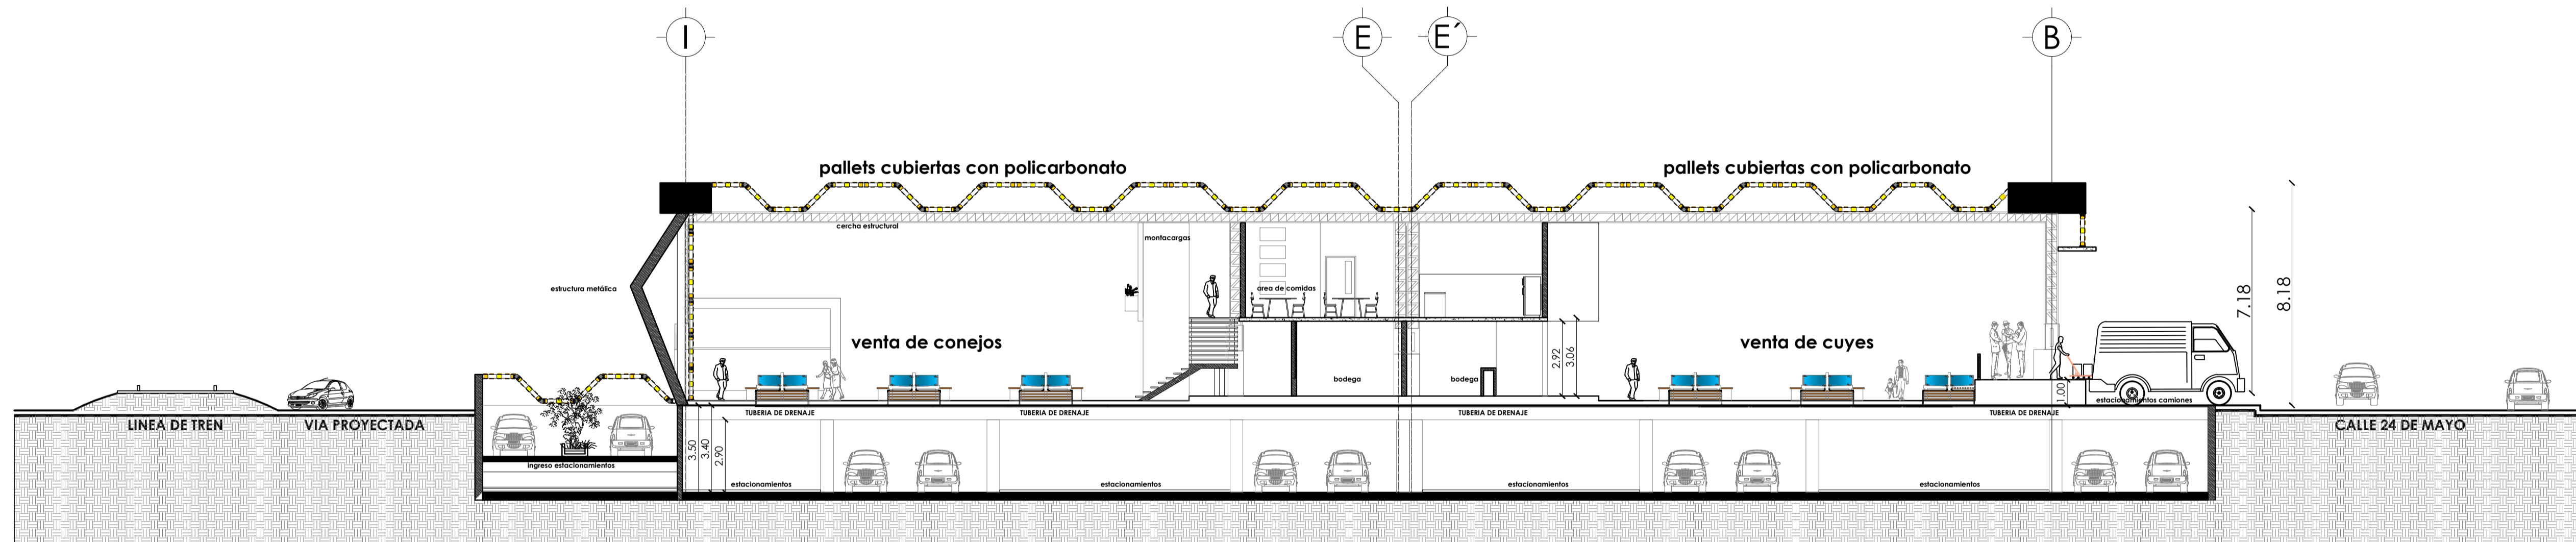 I
E
E´
B
pallets cubiertas con policarbonato
pallets cubiertas con policarbonato
cercha estructural
montacargas
estructura metálica
area de comidas
7.18
8.18
venta de conejos
venta de cuyes
2.92
3.06
bodega
bodega
1.00
estacionamientos camiones
TUBERIA DE DRENAJE
TUBERIA DE DRENAJE
TUBERIA DE DRENAJE
TUBERIA DE DRENAJE
LINEA DE TREN
VIA PROYECTADA
CALLE 24 DE MAYO
3.50
3.40
2.90
ingreso estacionamientos
estacionamientos
estacionamientos
estacionamientos
estacionamientos